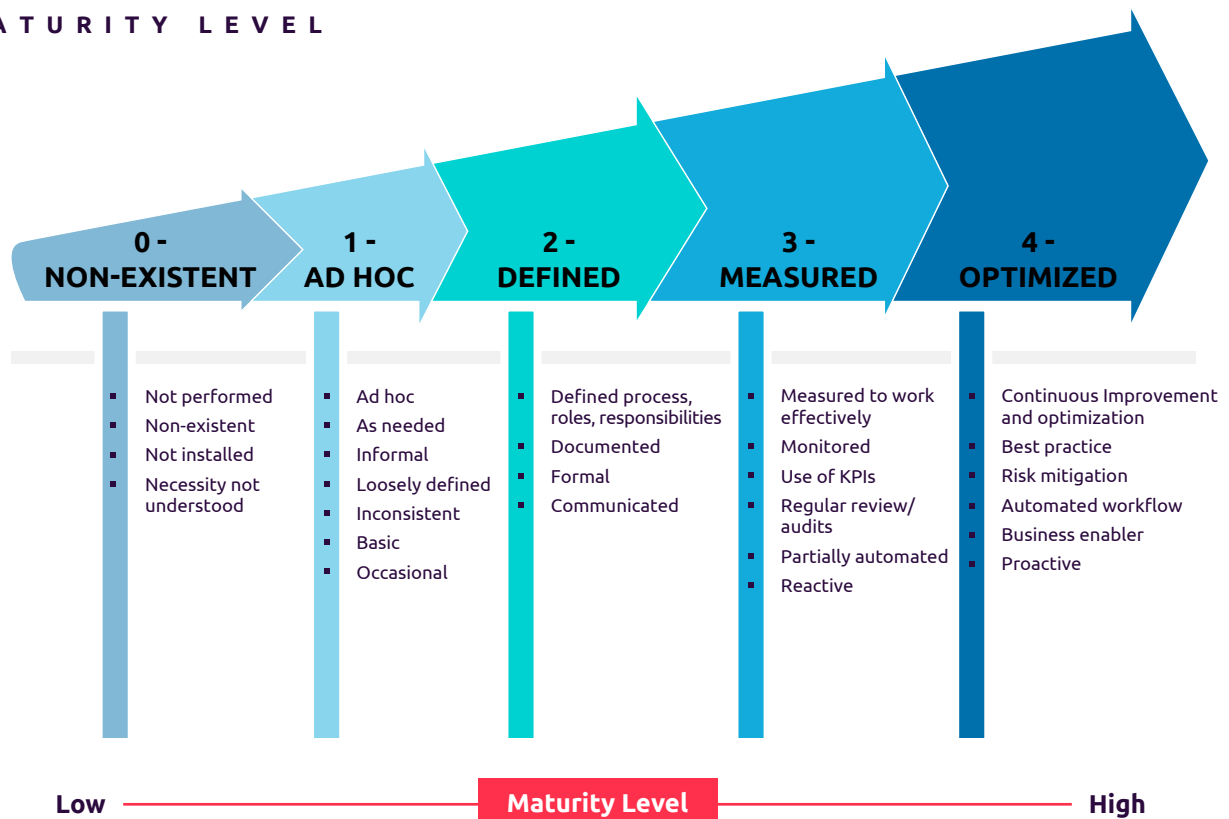 ATURITY LEVEL
0 -
NON-EXISTENT
1 -
AD HOC
2 -
DEFINED
3 -
MEASURED
4 -
OPTIMIZED
▪ Not performed
▪ Non-existent
▪ Not installed
▪ Necessity not
understood
▪ Ad hoc
▪ As needed
▪ Informal
▪ Loosely defined
▪ Inconsistent
▪ Basic
▪ Occasional
▪ Defined process,
roles, responsibilities
▪ Documented
▪ Formal
▪ Communicated
▪ Measured to work
effectively
▪ Monitored
▪ Use of KPIs
▪ Regular review/
audits
▪ Partially automated
▪ Reactive
▪ Continuous Improvement
and optimization
▪ Best practice
▪ Risk mitigation
▪ Automated workflow
▪ Business enabler
▪ Proactive
Low
Maturity Level
High